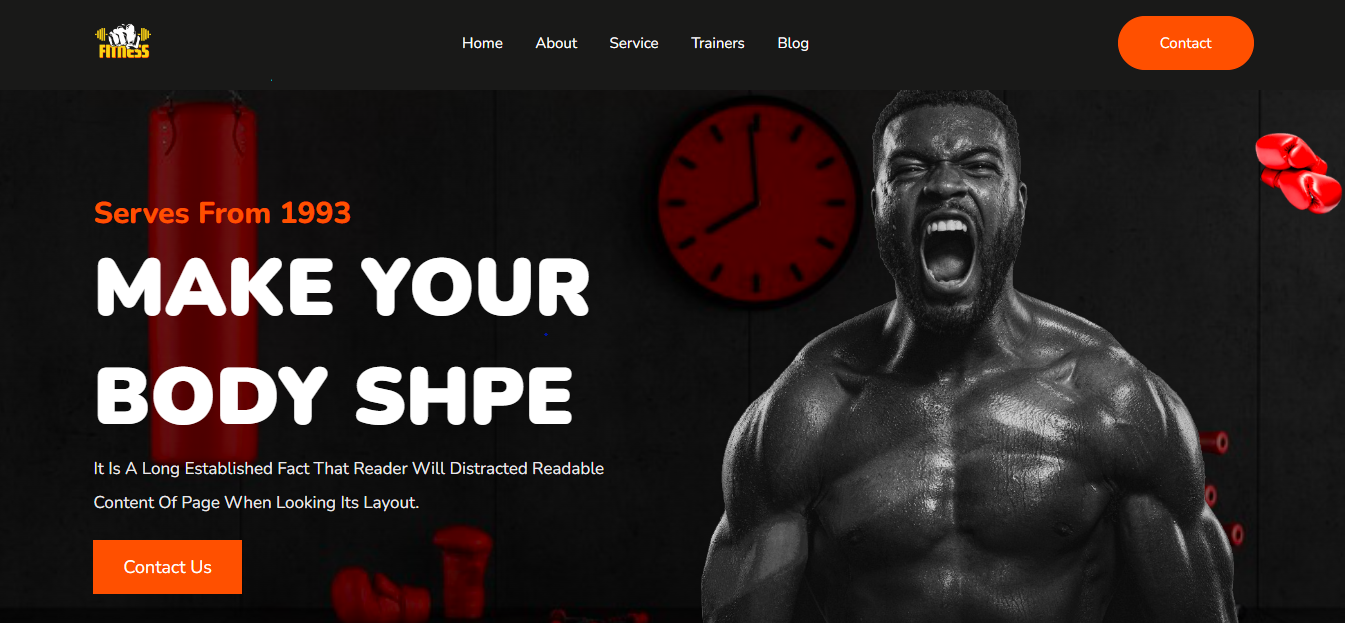 FITNESS
Home
About
Service
Trainers
Blog
Contact
Serves From 1993
MAKE YOUR
BODY SHPE
It Is A Long Established Fact That Reader Will Distracted Readable
Content Of Page When Looking Its Layout.
Contact Us